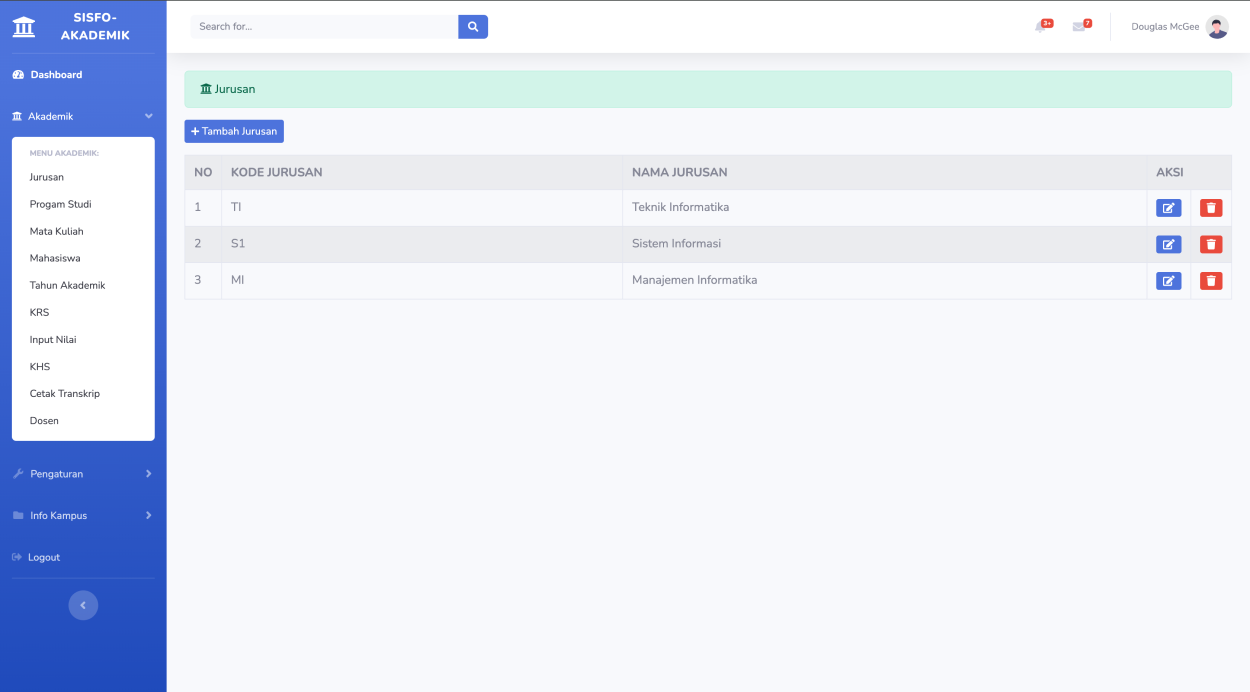 SISFO-
AKADEMIK
Search for...
3+
7
Douglas McGee
Dashboard
Akademik
MENU AKADEMIK:
Jurusan
Progam Studi
Mata Kuliah
Mahasiswa
Tahun Akademik
KRS
Input Nilai
KHS
Cetak Transkrip
Dosen
Pengaturan
Info Kampus
Logout
Jurusan
Tambah Jurusan
NO KODE JURUSAN NAMA JURUSAN AKSI
1 TI Teknik Informatika
2 S1 Sistem Informasi
3 MI Manajemen Informatika